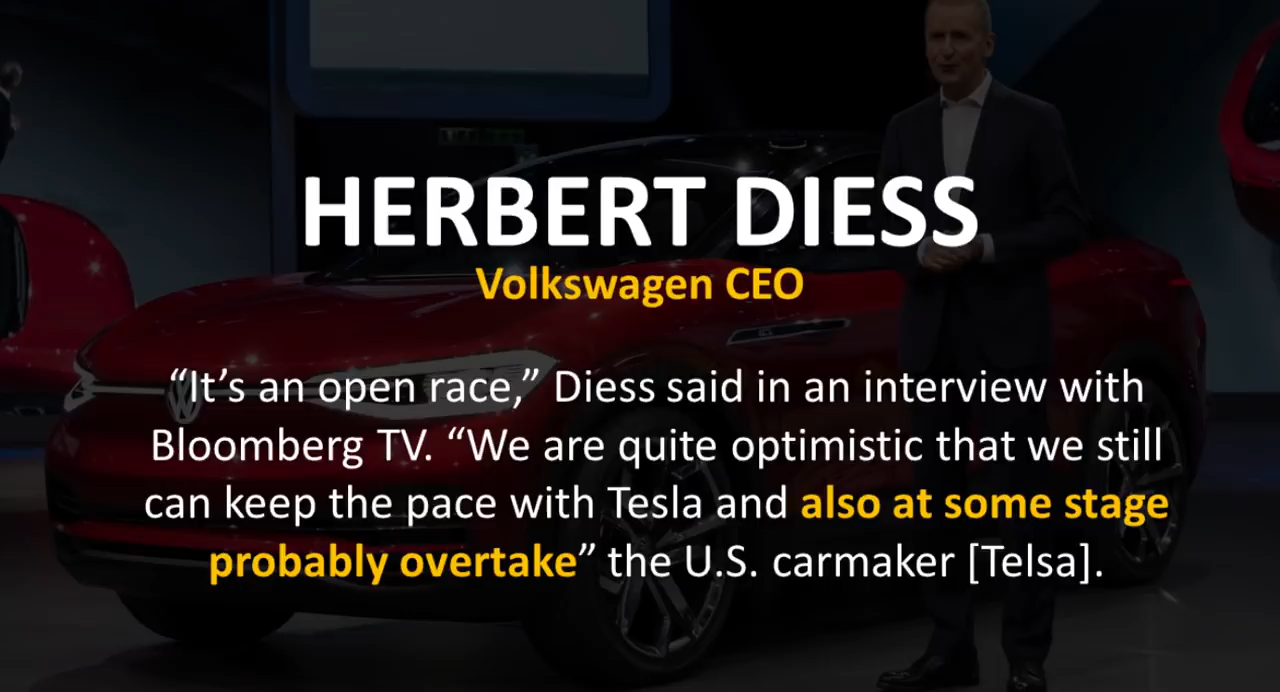 HERBERT DIESS
Volkswagen CEO
“It’s an open race,” Diess said in an interview with
Bloomberg TV. “We are quite optimistic that we still
can keep the pace with Tesla and also at some stage
probably overtake” the U.S. carmaker [Telsa].